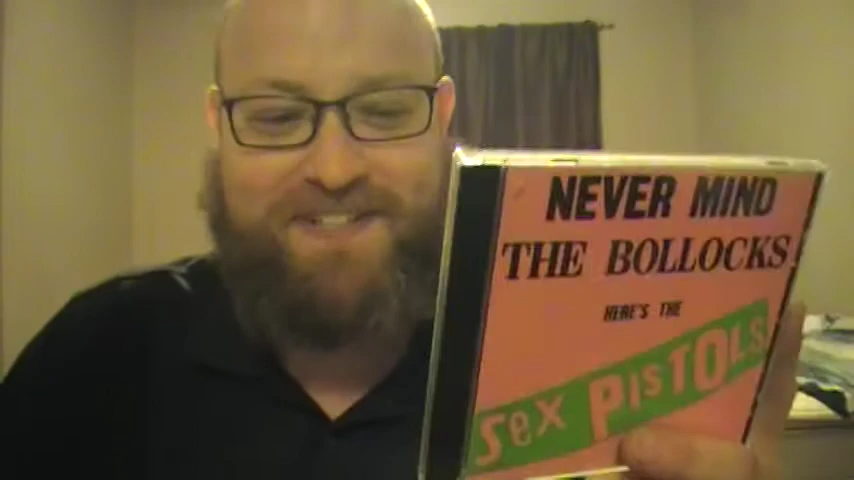 NEVER MIND
THE BOLLOCKS
HERE'S THE
Sex PISTOLS